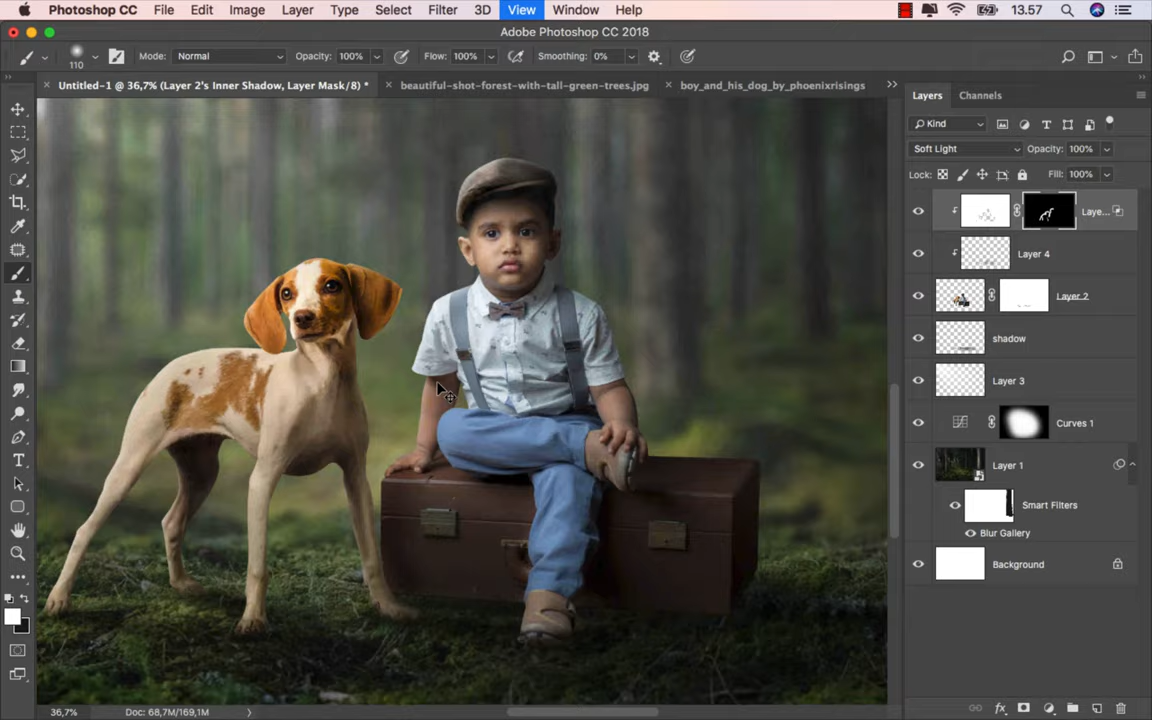 Photoshop CC File Edit Image Layer Type Select Filter 3D View Window Help 13.57
Adobe Photoshop CC 2018
110 Mode: Normal Opacity: 100% Flow: 100% Smoothing: 0%
Untitled-1 @ 36,7% (Layer 2's Inner Shadow, Layer Mask/8) * beautiful-shot-forest-with-tall-green-trees.jpg boy_and_his_dog_by_phoenixrisings
Layers Channels
Kind
Soft Light Opacity: 100%
Lock: Fill: 100%
Laye...
Layer 4
Layer 2
shadow
Layer 3
Curves 1
Layer 1
Smart Filters
Blur Gallery
Background
36,7% Doc: 68,7M/169,1M